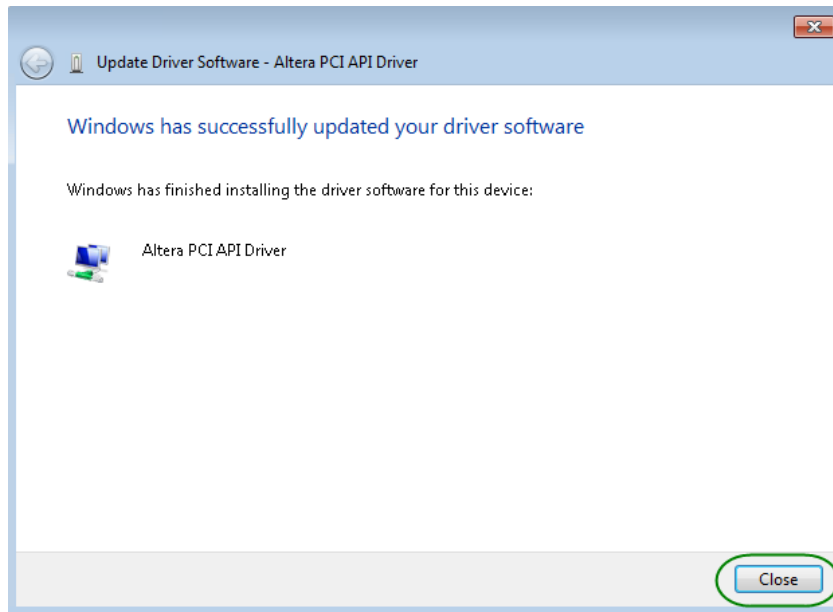 Update Driver Software - Altera PCI API Driver
Windows has successfully updated your driver software
Windows has finished installing the driver software for this device:
Altera PCI API Driver
Close